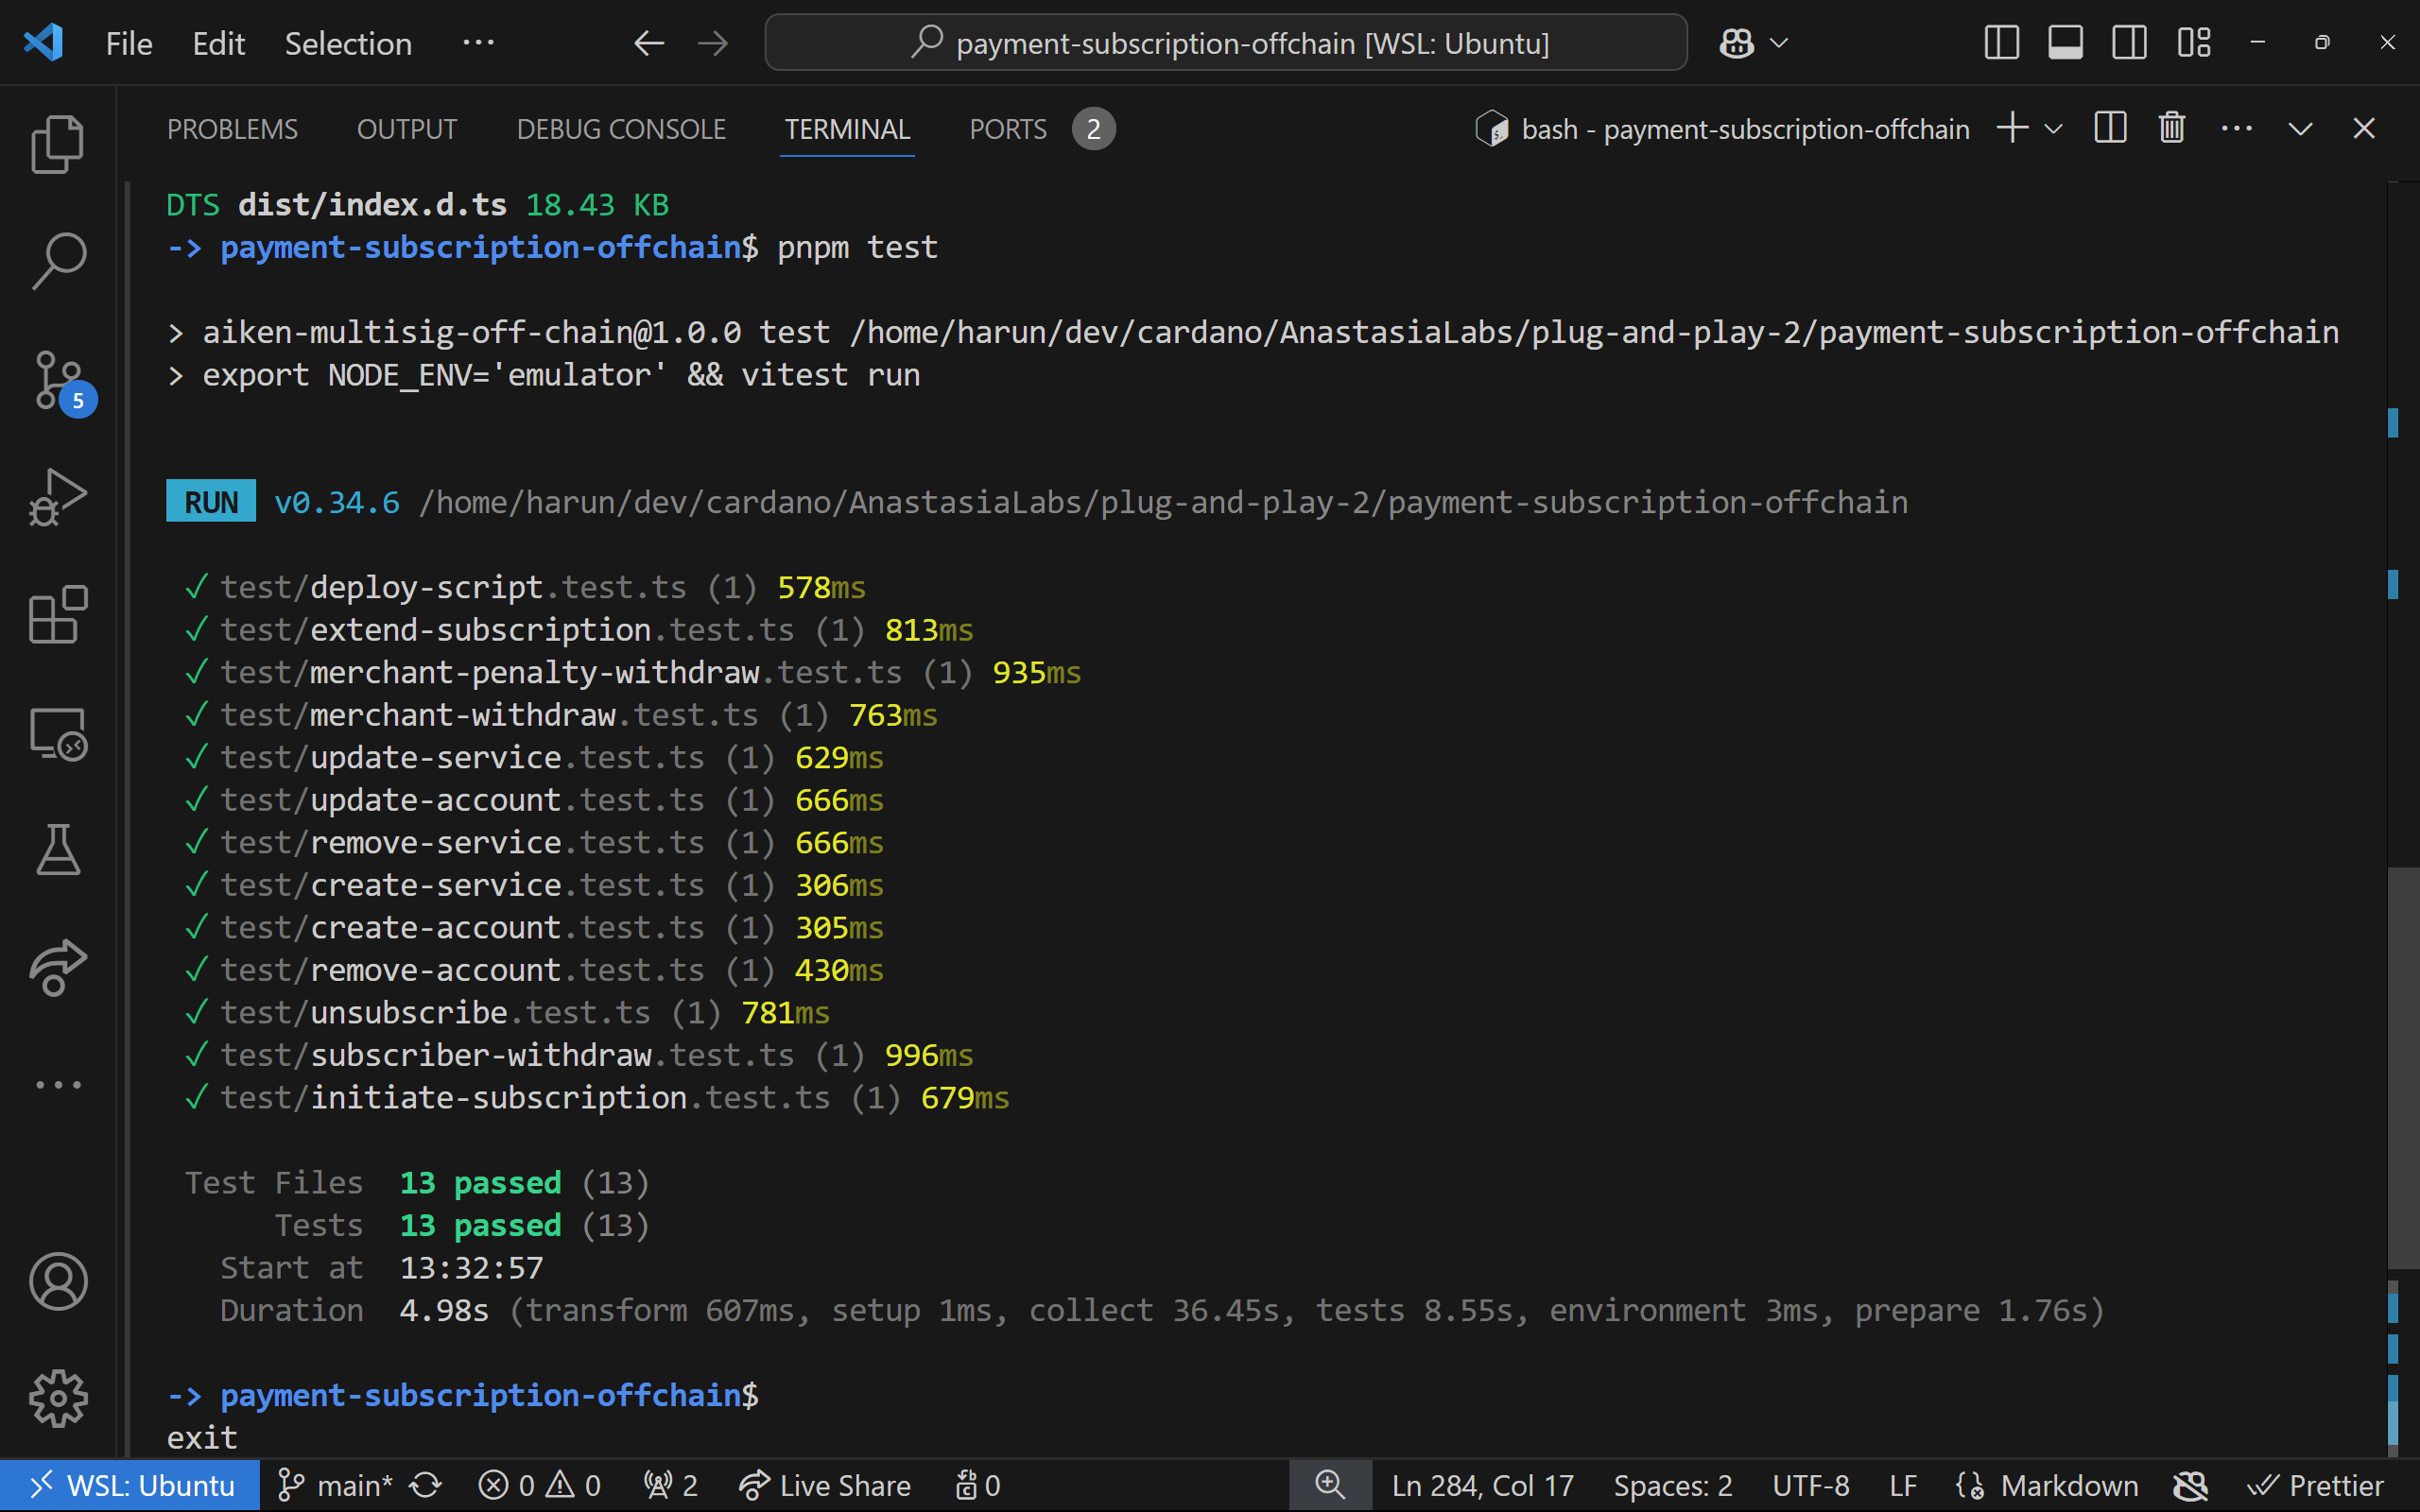 File Edit Selection ··· payment-subscription-offchain [WSL: Ubuntu]
PROBLEMS OUTPUT DEBUG CONSOLE TERMINAL PORTS 2 bash - payment-subscription-offchain
DTS dist/index.d.ts 18.43 KB
-> payment-subscription-offchain$ pnpm test
> aiken-multisig-off-chain@1.0.0 test /home/harun/dev/cardano/AnastasiaLabs/plug-and-play-2/payment-subscription-offchain
> export NODE_ENV='emulator' && vitest run
RUN v0.34.6 /home/harun/dev/cardano/AnastasiaLabs/plug-and-play-2/payment-subscription-offchain
✓ test/deploy-script.test.ts (1) 578ms
✓ test/extend-subscription.test.ts (1) 813ms
✓ test/merchant-penalty-withdraw.test.ts (1) 935ms
✓ test/merchant-withdraw.test.ts (1) 763ms
✓ test/update-service.test.ts (1) 629ms
✓ test/update-account.test.ts (1) 666ms
✓ test/remove-service.test.ts (1) 666ms
✓ test/create-service.test.ts (1) 306ms
✓ test/create-account.test.ts (1) 305ms
✓ test/remove-account.test.ts (1) 430ms
✓ test/unsubscribe.test.ts (1) 781ms
✓ test/subscriber-withdraw.test.ts (1) 996ms
✓ test/initiate-subscription.test.ts (1) 679ms
Test Files 13 passed (13)
Tests 13 passed (13)
Start at 13:32:57
Duration 4.98s (transform 607ms, setup 1ms, collect 36.45s, tests 8.55s, environment 3ms, prepare 1.76s)
-> payment-subscription-offchain$
exit
5
WSL: Ubuntu main* 0 0 2 Live Share 0 Ln 284, Col 17 Spaces: 2 UTF-8 LF Markdown Prettier